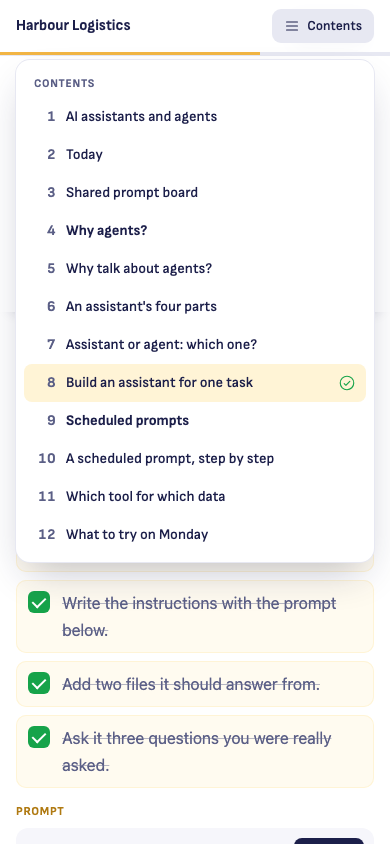 Harbour Logistics
Contents
CONTENTS
1 AI assistants and agents
2 Today
3 Shared prompt board
4 Why agents?
5 Why talk about agents?
6 An assistant's four parts
7 Assistant or agent: which one?
8 Build an assistant for one task
9 Scheduled prompts
10 A scheduled prompt, step by step
11 Which tool for which data
12 What to try on Monday
Write the instructions with the prompt
below.
Add two files it should answer from.
Ask it three questions you were really
asked.
PROMPT